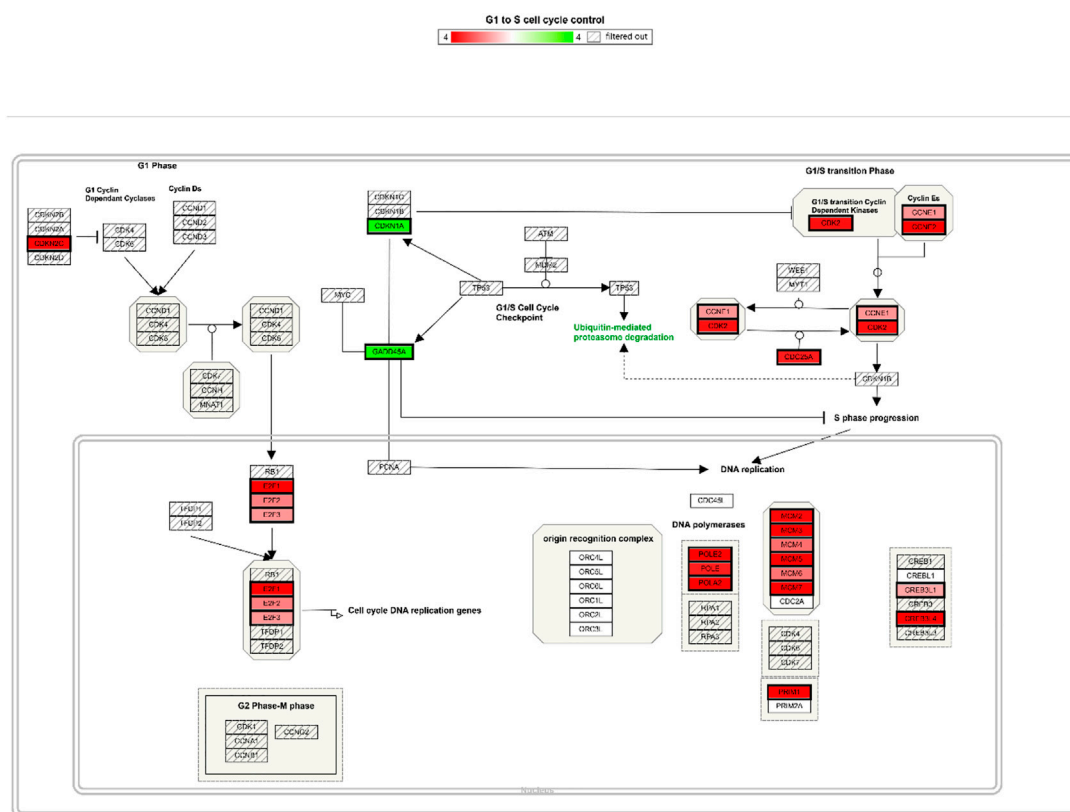 G1 to S cell cycle control
4 4 filtered out
G1 Phase
G1/S transition Phase
G1 Cyclin
Dependant Cyclases
Cyclin Ds
CDKN2B
CDKN2A
CDKN2C
CDKN2D
CDK4
CDK6
CCND1
CCND2
CCND3
CDKN1C
CDKN1B
CDKN1A
G1/S transition Cyclin
Dependent Kinases
CDK2
Cyclin Es
CCNE1
CCNE2
ATM
MDM2
TP53
TP53
MYC
G1/S Cell Cycle
Checkpoint
Ubiquitin-mediated
proteasome degradation
GADD45A
WEE1
MYT1
CCNE1
CDK2
CCNE1
CDK2
CDC25A
CDKN1B
CCND1
CDK4
CDK6
CCND1
CDK4
CDK6
CDK7
CCNH
MNAT1
S phase progression
PCNA
DNA replication
RB1
E2F1
E2F2
E2F3
TFDP1
TFDP2
RB1
E2F1
E2F2
E2F3
TFDP1
TFDP2
Cell cycle DNA replication genes
origin recognition complex
ORC4L
ORC5L
ORC6L
ORC1L
ORC2L
ORC3L
CDC45L
DNA polymerases
POLE2
POLE
POLA2
RPA1
RPA2
RPA3
MCM2
MCM3
MCM4
MCM5
MCM6
MCM7
CDC2A
CDK4
CDK6
CDK7
PRIM1
PRIM2A
CREB1
CREBL1
CREB3L1
CREB3
CREB3L4
CREB3L3
G2 Phase-M phase
CDK1
CCNA1
CCNB1
Nucleus